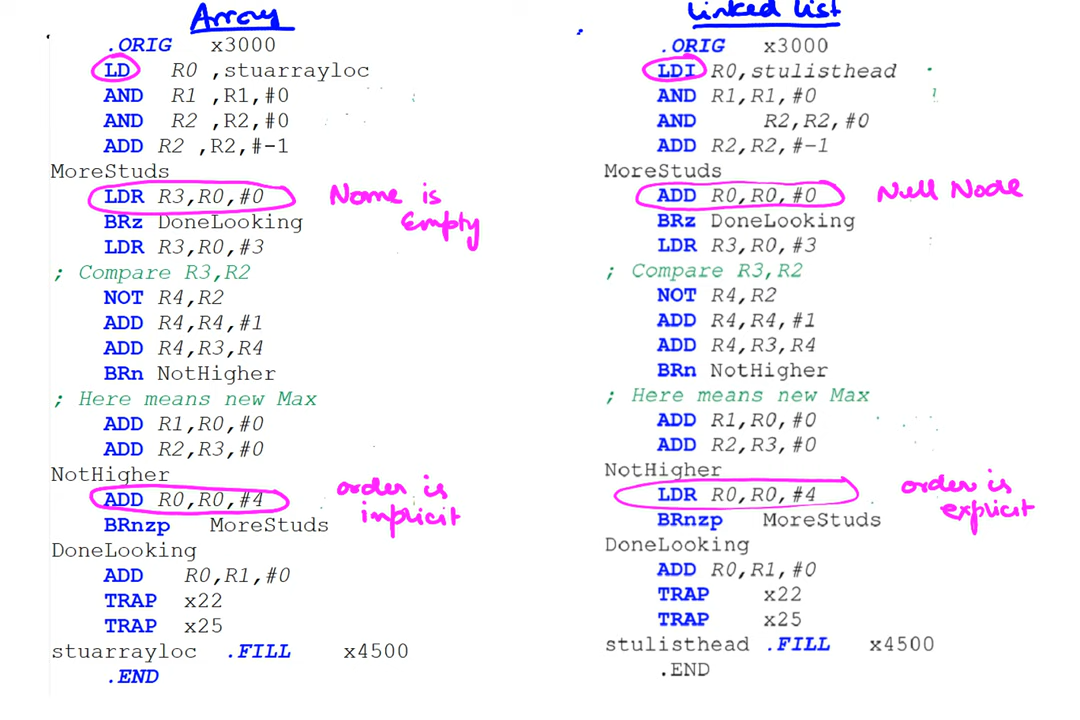 Array
.ORIG x3000
LD R0 ,stuarrayloc
AND R1 ,R1,#0
AND R2 ,R2,#0
ADD R2 ,R2,#-1
MoreStuds
LDR R3,R0,#0 Name is
Empty
BRz DoneLooking
LDR R3,R0,#3
; Compare R3,R2
NOT R4,R2
ADD R4,R4,#1
ADD R4,R3,R4
BRn NotHigher
; Here means new Max
ADD R1,R0,#0
ADD R2,R3,#0
NotHigher
ADD R0,R0,#4 order is
implicit
BRnzp MoreStuds
DoneLooking
ADD R0,R1,#0
TRAP x22
TRAP x25
stuarrayloc .FILL x4500
.END
Linked list
.ORIG x3000
LDI R0,stulisthead
AND R1,R1,#0
AND R2,R2,#0
ADD R2,R2,#-1
MoreStuds
ADD R0,R0,#0 Null Node
BRz DoneLooking
LDR R3,R0,#3
; Compare R3,R2
NOT R4,R2
ADD R4,R4,#1
ADD R4,R3,R4
BRn NotHigher
; Here means new Max
ADD R1,R0,#0
ADD R2,R3,#0
NotHigher
LDR R0,R0,#4 order is
explicit
BRnzp MoreStuds
DoneLooking
ADD R0,R1,#0
TRAP x22
TRAP x25
stulisthead .FILL x4500
.END